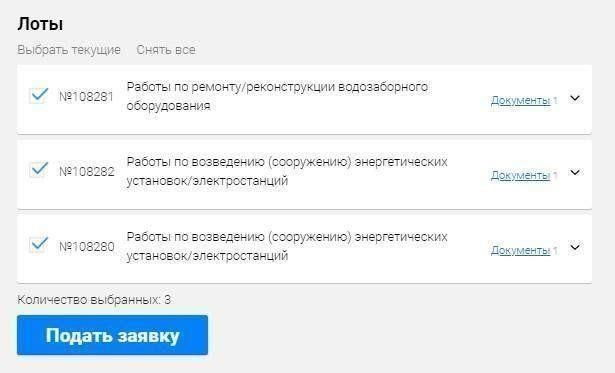 Лоты
Выбрать текущие Снять все
№108281 Работы по ремонту/реконструкции водозаборного
оборудования
Документы 1
№108282 Работы по возведению (сооружению) энергетических
установок/электростанций
Документы 1
№108280 Работы по возведению (сооружению) энергетических
установок/электростанций
Документы 1
Количество выбранных: 3
Подать заявку